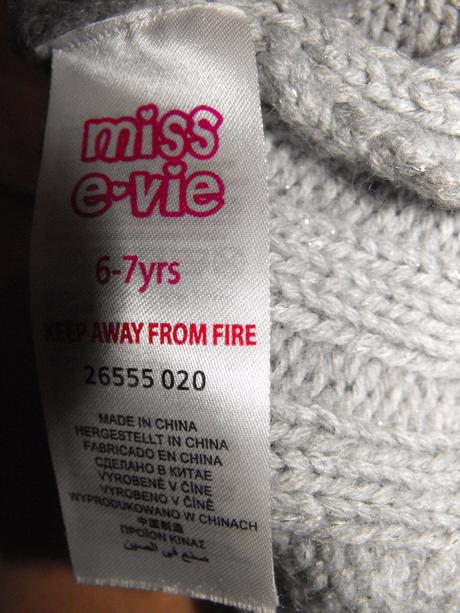 miss
e•vie
6-7yrs
KEEP AWAY FROM FIRE
26555 020
MADE IN CHINA
HERGESTELLT IN CHINA
FABRICADO EN CHINA
СДЕЛАНО В КИТАЕ
VYROBENÉ V ČÍNE
VYROBENO V ČÍNĚ
WYPRODUKOWANO W CHINACH
中国制造
ΠΡΟΪΟΝ ΚΙΝΑΣ
صنع في الصين